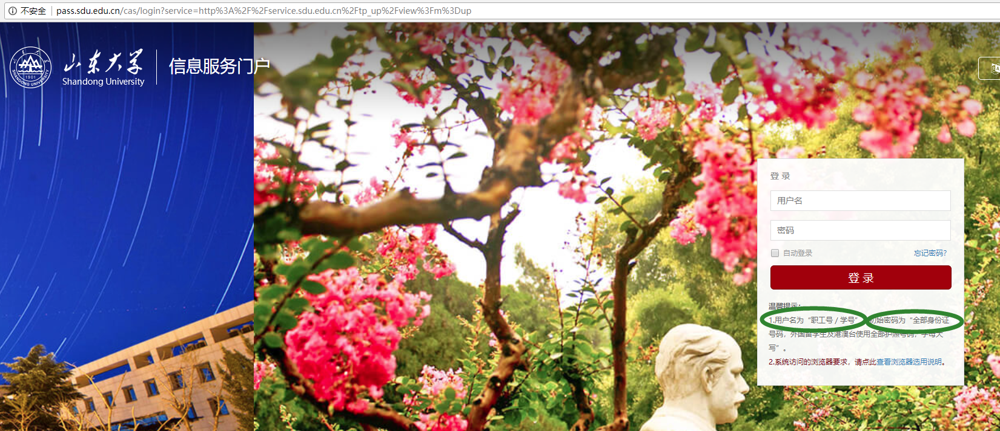 不安全 | pass.sdu.edu.cn/cas/login?service=http%3A%2F%2Fservice.sdu.edu.cn%2Ftp_up%2Fview%3Fm%3Dup
山东大学
Shandong University
信息服务门户
1901
SHANDONG UNIVERSITY
登 录
用户名
密码
自动登录 忘记密码?
登 录
温馨提示：
1.用户名为“职工号 / 学号” 初始密码为“全部身份证
号码，外国留学生及港澳台使用全部护照号码，字母大
写”。
2.系统访问的浏览器要求，请点此查看浏览器选用说明。